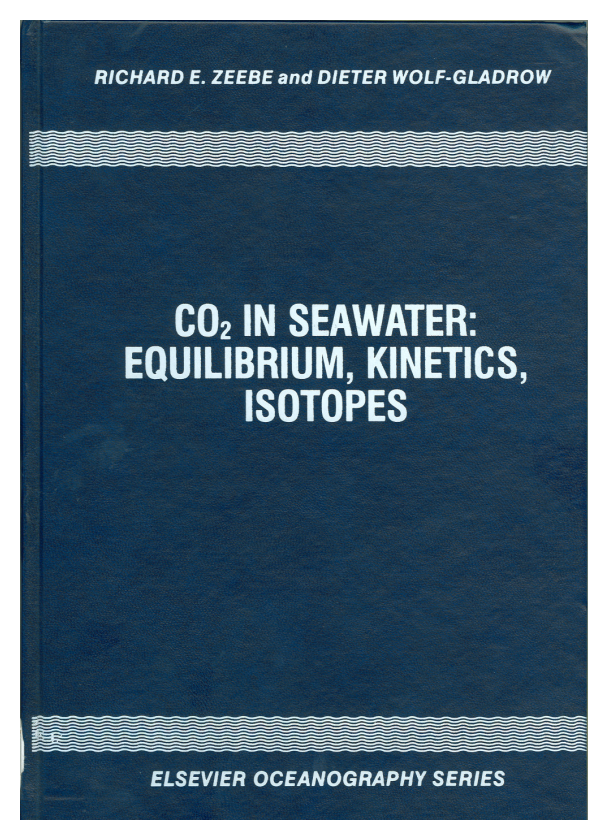 RICHARD E. ZEEBE and DIETER WOLF-GLADROW
CO₂ IN SEAWATER:
EQUILIBRIUM, KINETICS,
ISOTOPES
ELSEVIER OCEANOGRAPHY SERIES